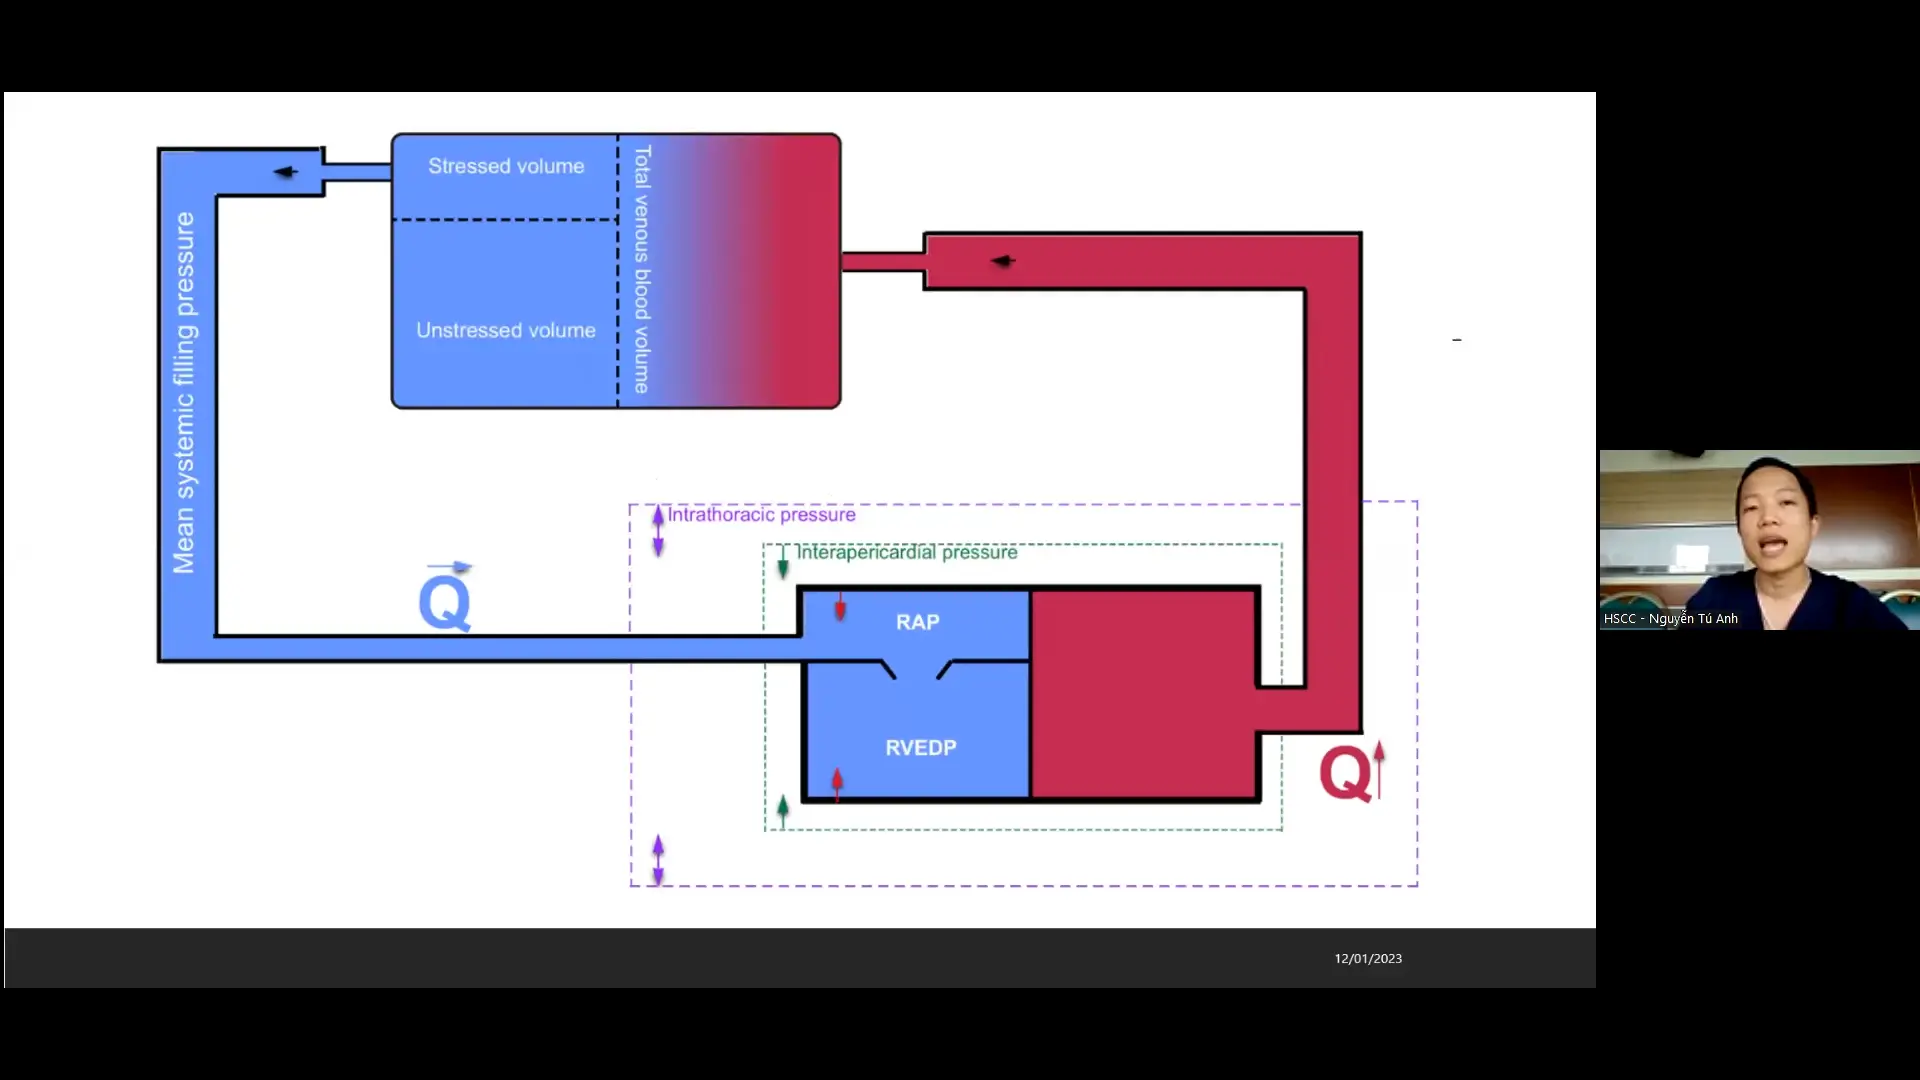 Stressed volume
Unstressed volume
Total venous blood volume
Mean systemic filling pressure
Intrathoracic pressure
Interapericardial pressure
Q
RAP
RVEDP
Q
HSCC - Nguyễn Tú Anh
12/01/2023